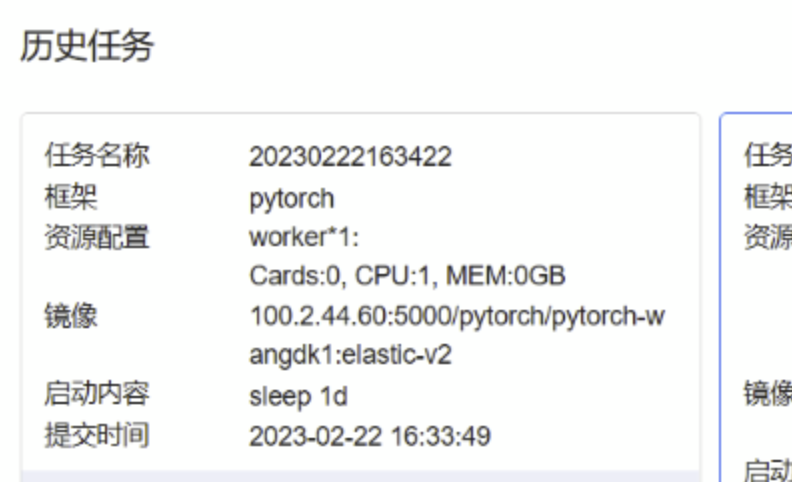 历史任务
任务名称 20230222163422
框架 pytorch
资源配置 worker*1:
Cards:0, CPU:1, MEM:0GB
镜像 100.2.44.60:5000/pytorch/pytorch-w
angdk1:elastic-v2
启动内容 sleep 1d
提交时间 2023-02-22 16:33:49
任务
框架
资源
镜像
启动